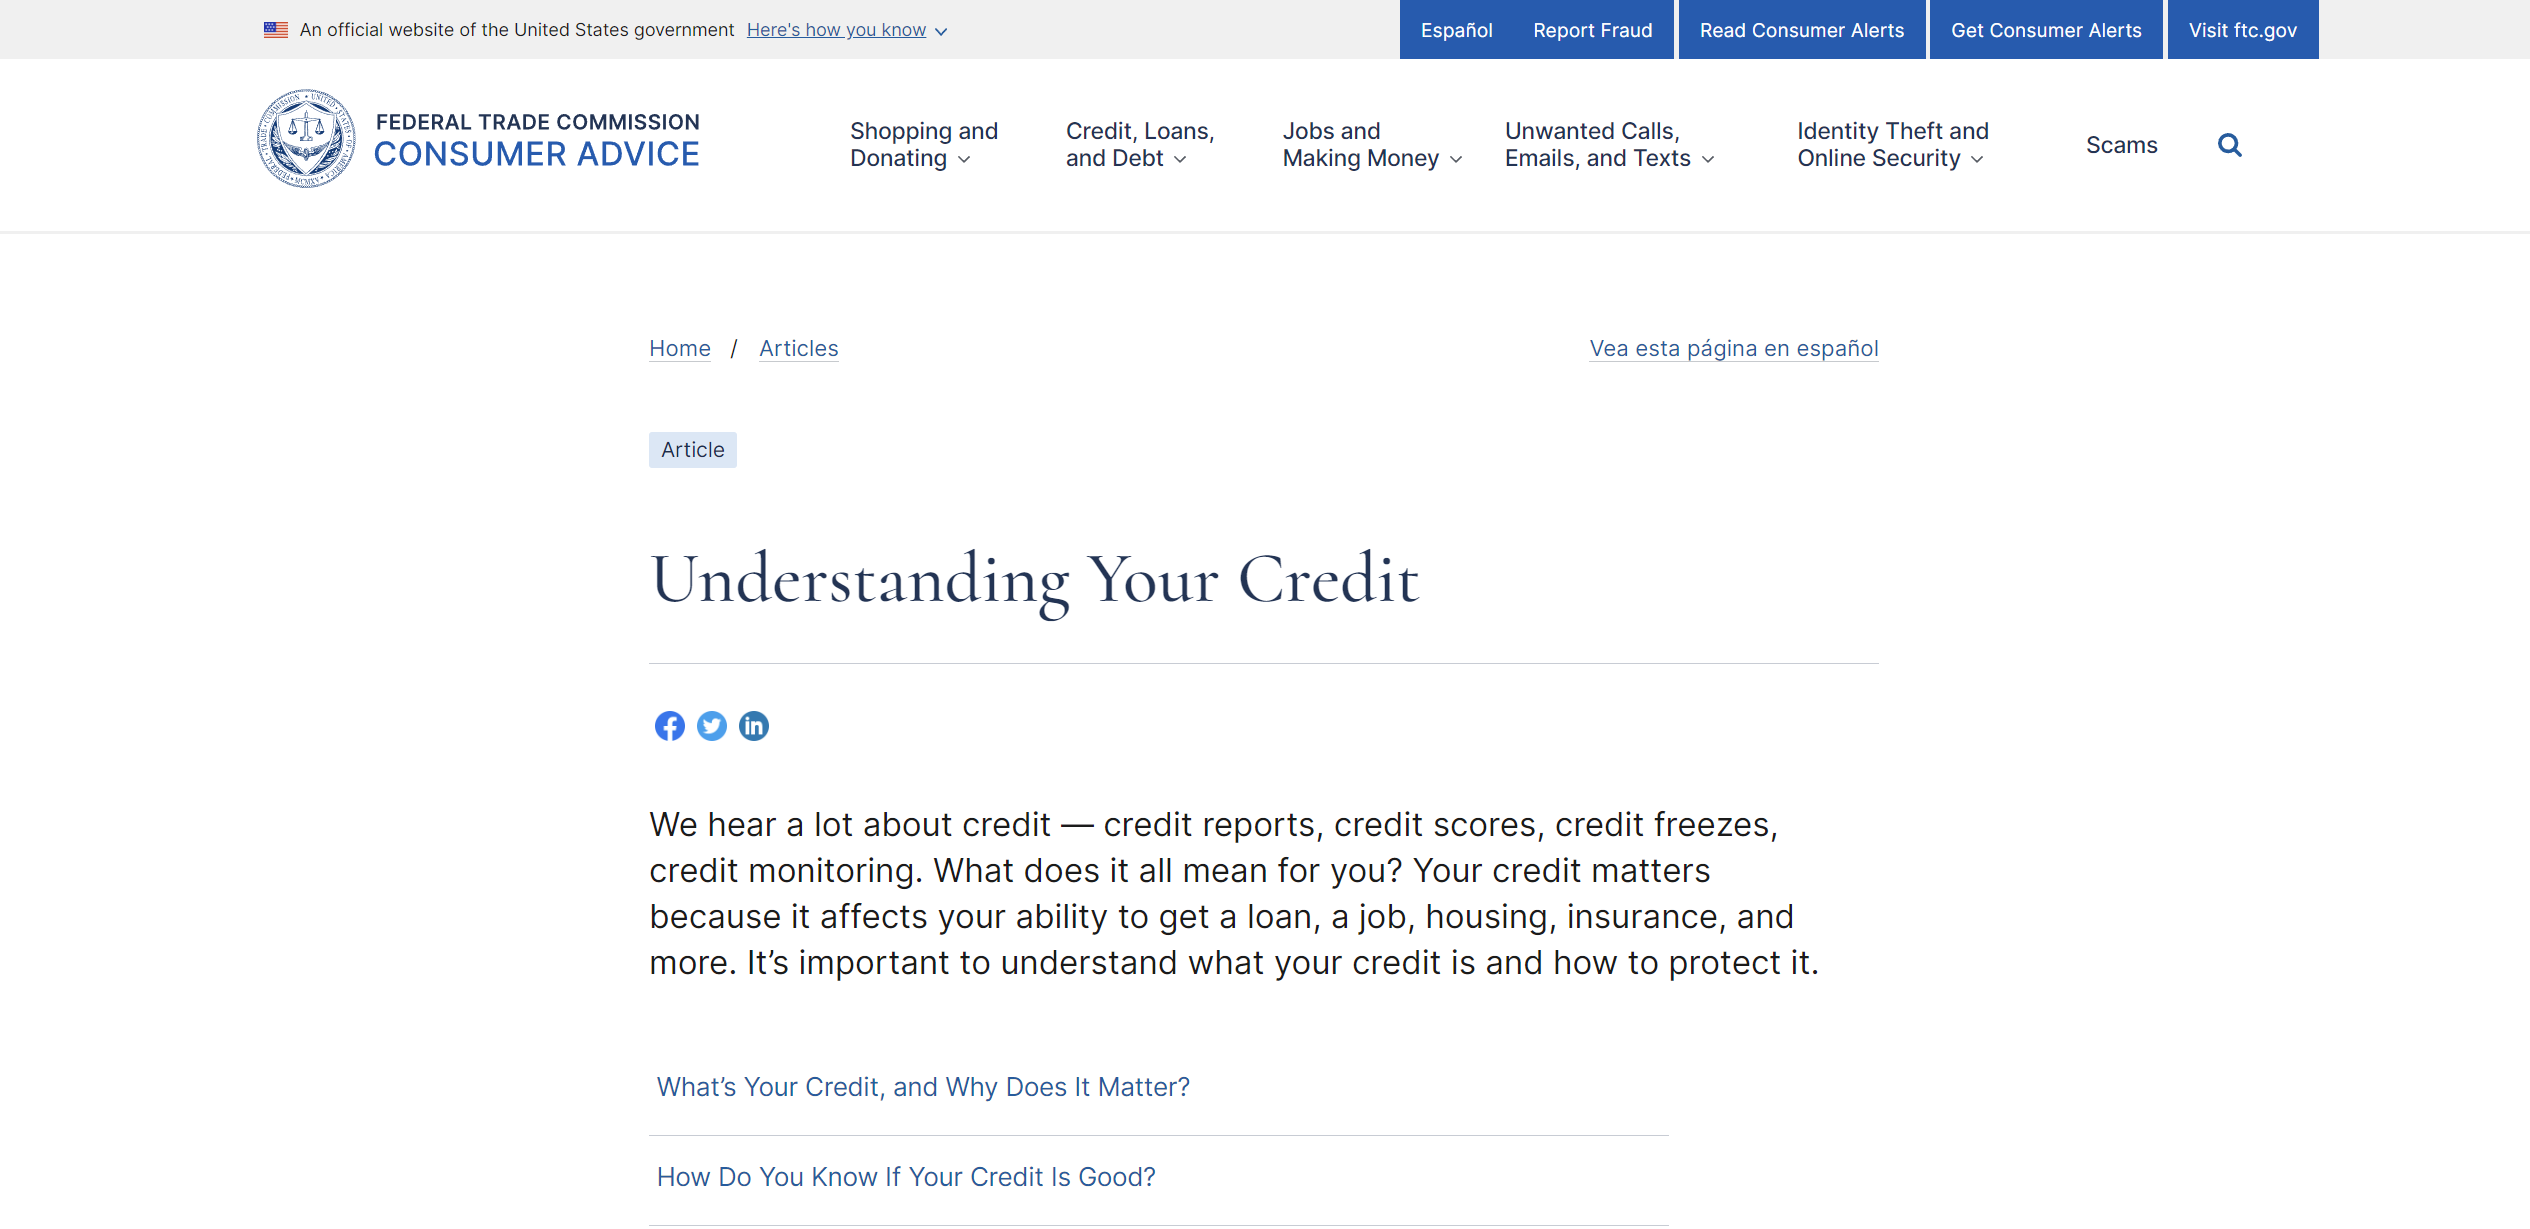 An official website of the United States government Here's how you know
Español Report Fraud Read Consumer Alerts Get Consumer Alerts Visit ftc.gov
FEDERAL TRADE COMMISSION
CONSUMER ADVICE
Shopping and
Donating
Credit, Loans,
and Debt
Jobs and
Making Money
Unwanted Calls,
Emails, and Texts
Identity Theft and
Online Security
Scams
Home / Articles
Vea esta página en español
Article
Understanding Your Credit
We hear a lot about credit — credit reports, credit scores, credit freezes,
credit monitoring. What does it all mean for you? Your credit matters
because it affects your ability to get a loan, a job, housing, insurance, and
more. It’s important to understand what your credit is and how to protect it.
What’s Your Credit, and Why Does It Matter?
How Do You Know If Your Credit Is Good?